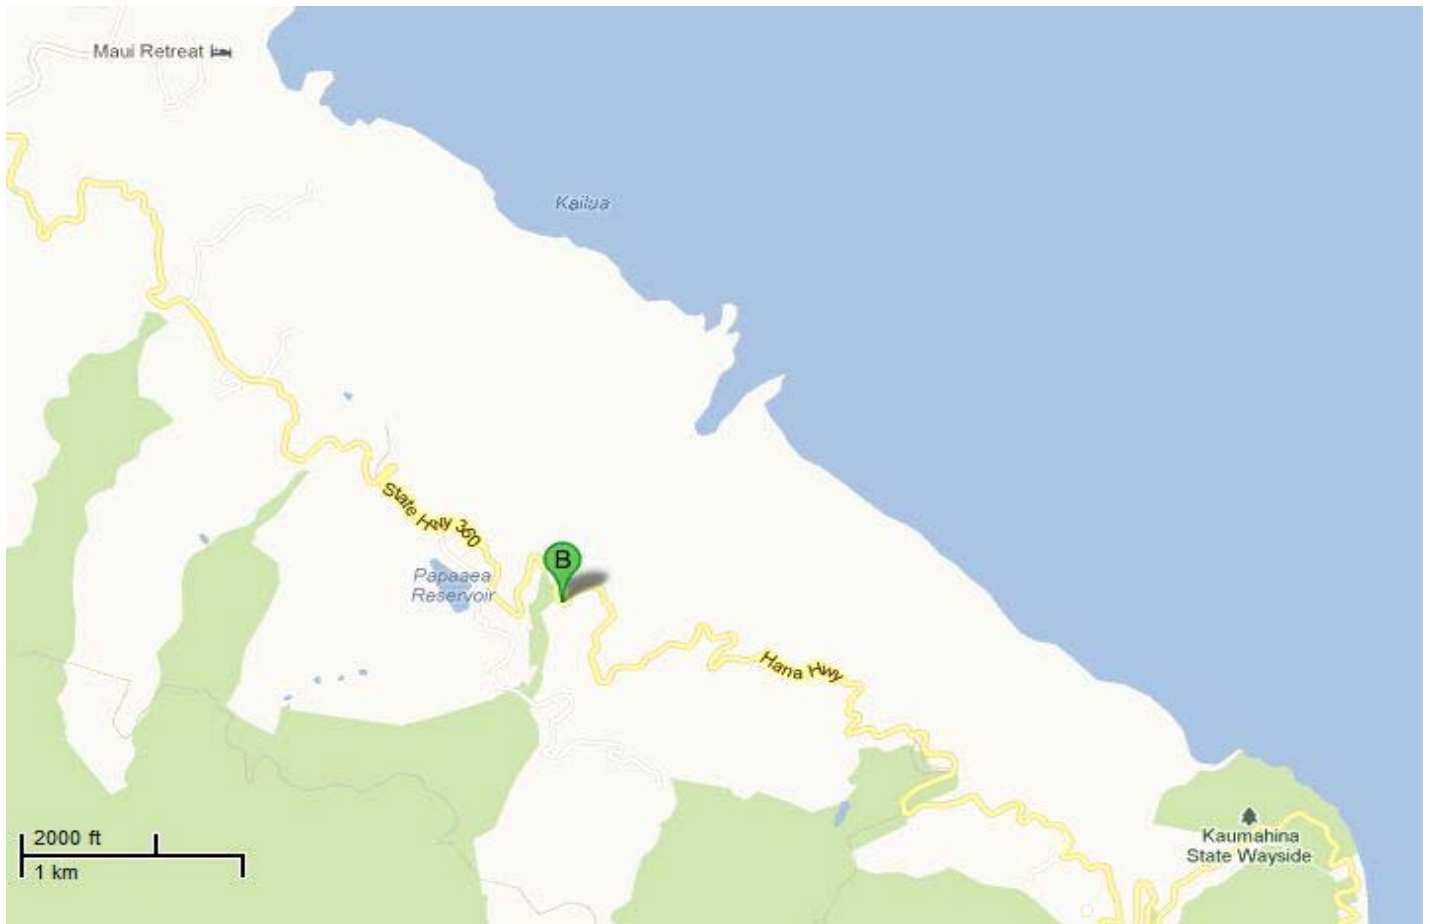 Maui Retreat
Kailua
State Hwy 360
B
Papaaea
Reservoir
Hana Hwy
2000 ft
1 km
Kaumahina
State Wayside